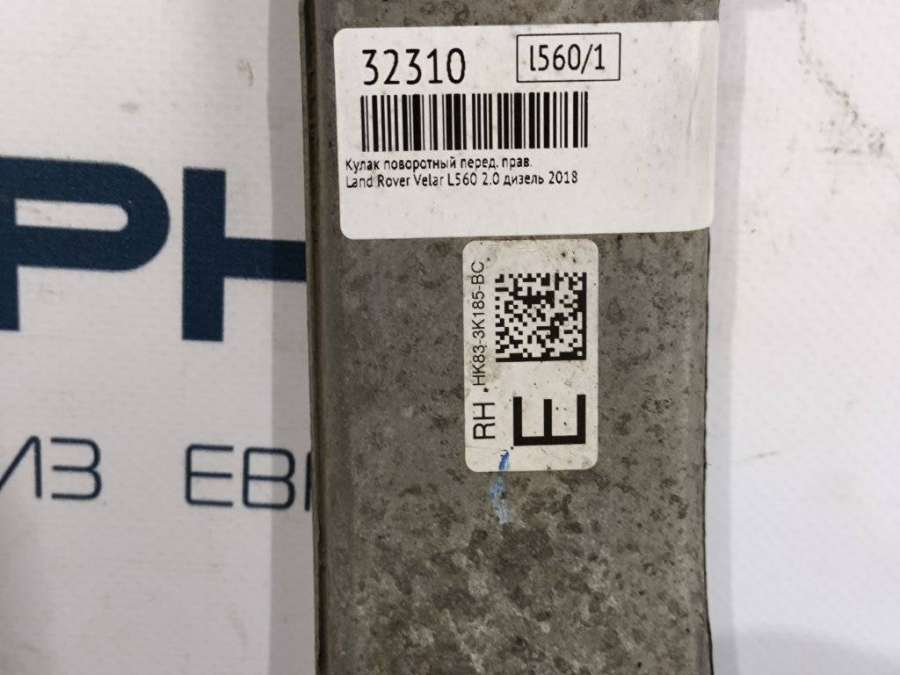 32310
l560/1
Кулак поворотный перед. прав.
Land Rover Velar L560 2.0 дизель 2018
HK83-3K185-BC
RH
E
РН
ИЗ ЕВ